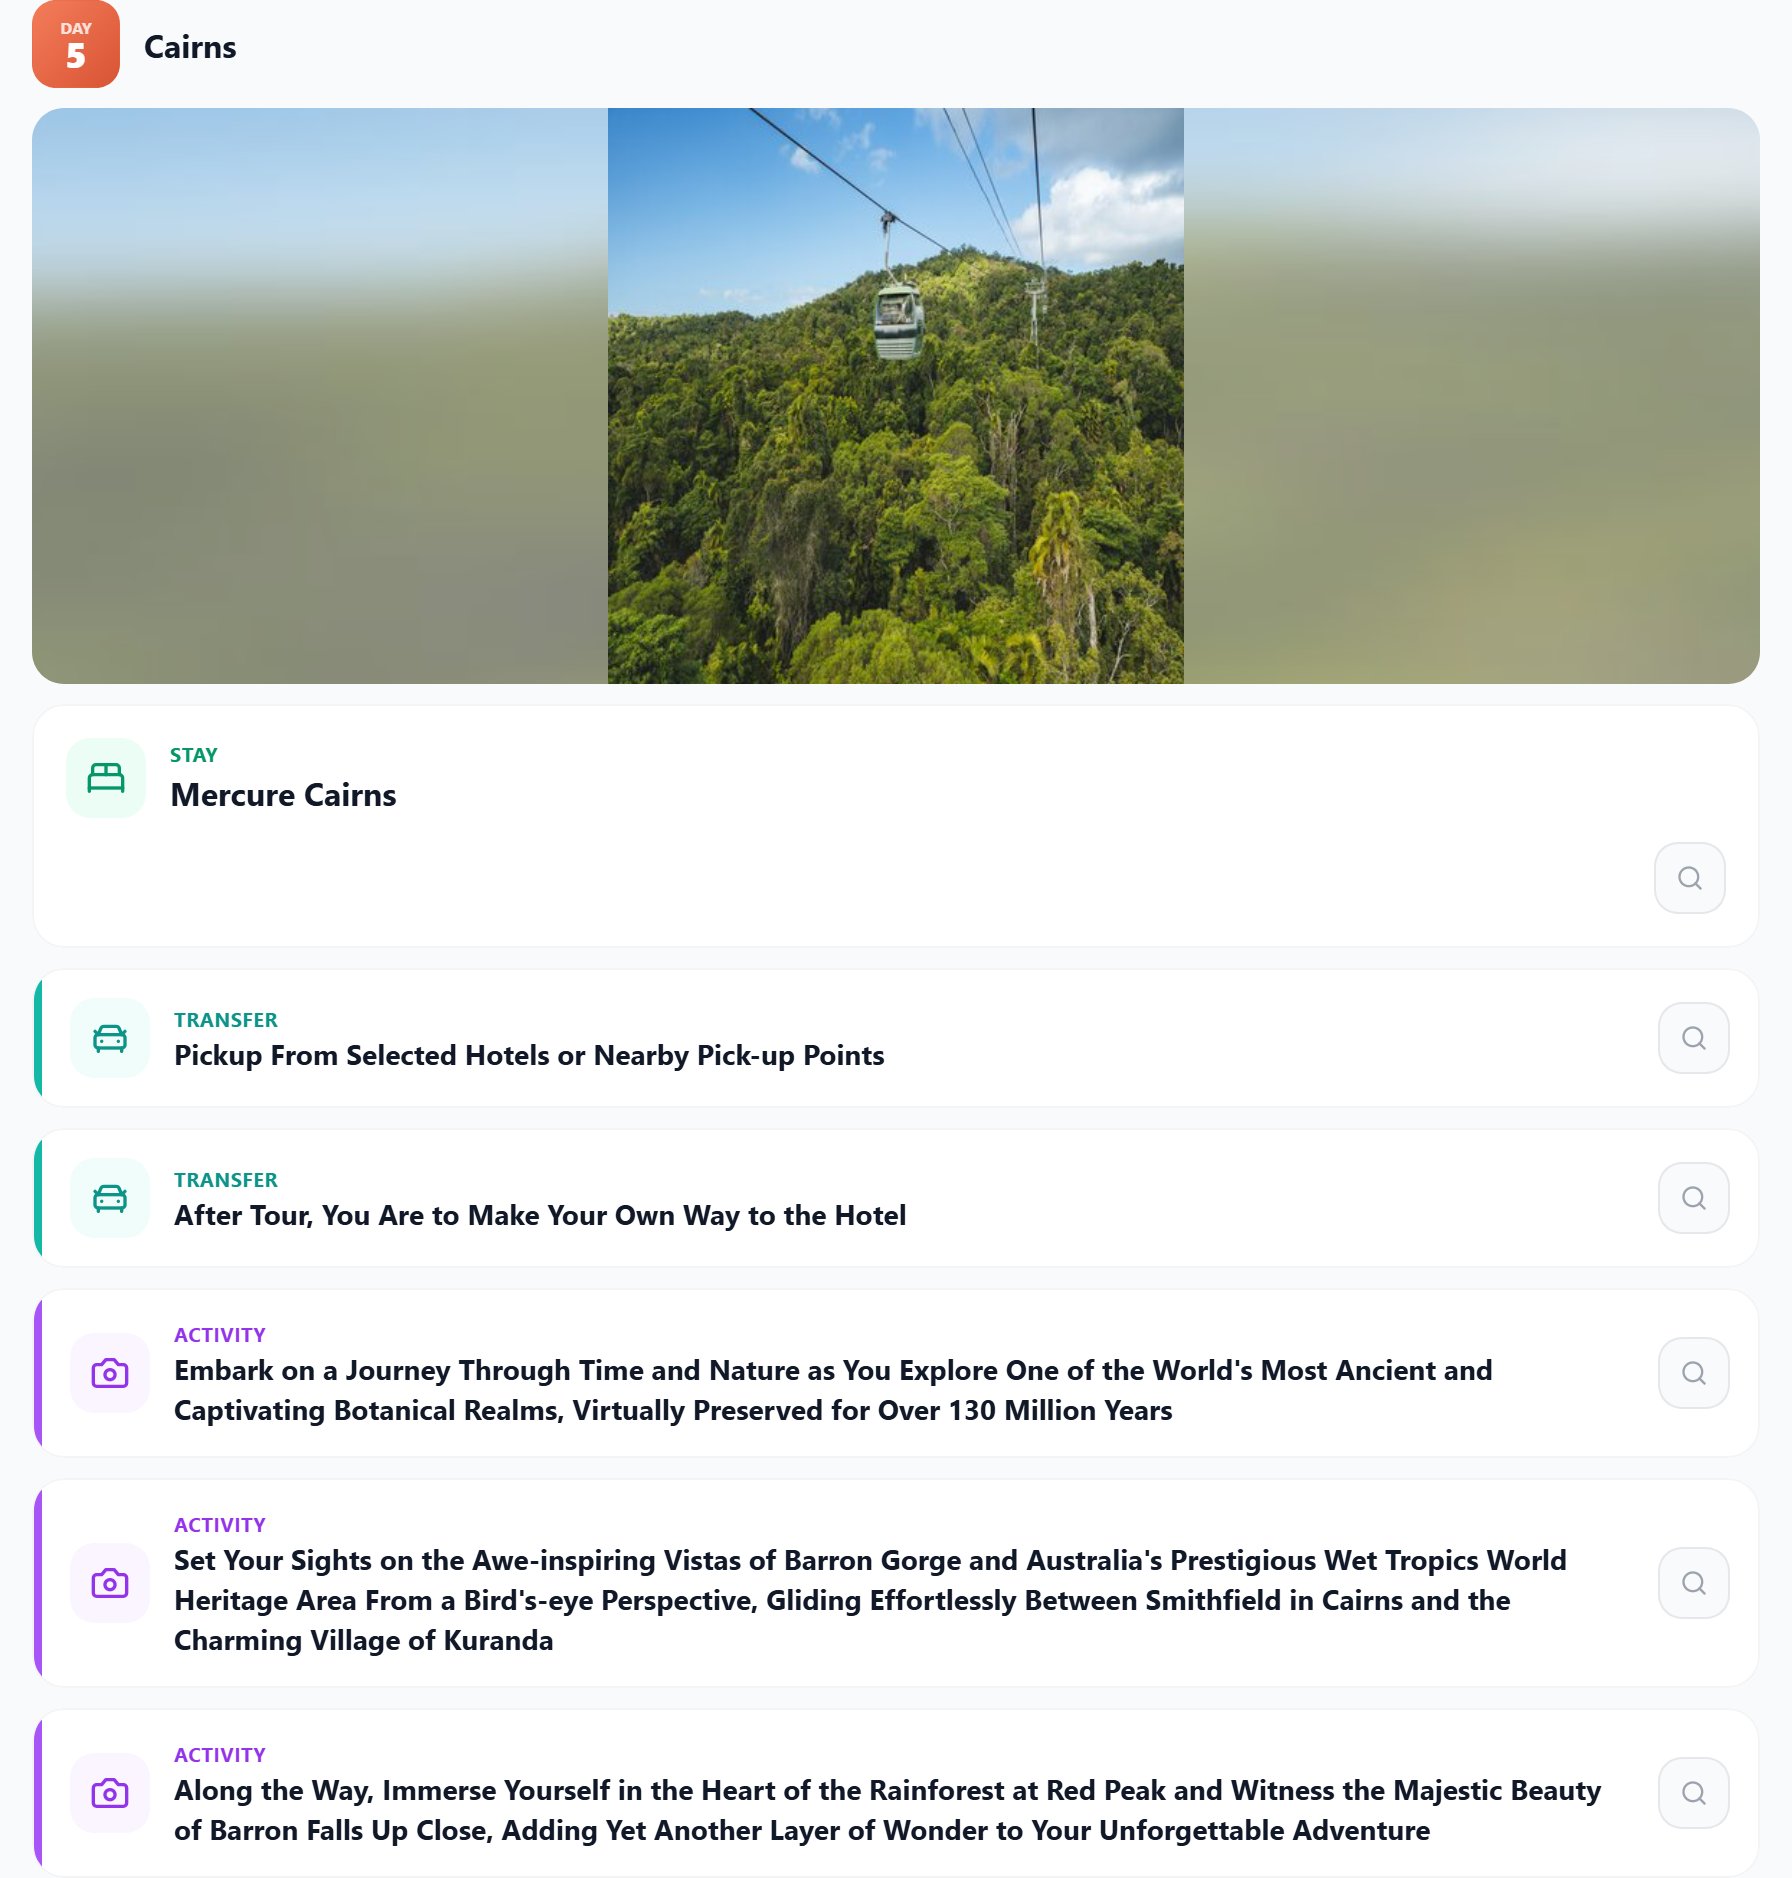 DAY
5
Cairns
STAY
Mercure Cairns
TRANSFER
Pickup From Selected Hotels or Nearby Pick-up Points
TRANSFER
After Tour, You Are to Make Your Own Way to the Hotel
ACTIVITY
Embark on a Journey Through Time and Nature as You Explore One of the World's Most Ancient and
Captivating Botanical Realms, Virtually Preserved for Over 130 Million Years
ACTIVITY
Set Your Sights on the Awe-inspiring Vistas of Barron Gorge and Australia's Prestigious Wet Tropics World
Heritage Area From a Bird's-eye Perspective, Gliding Effortlessly Between Smithfield in Cairns and the
Charming Village of Kuranda
ACTIVITY
Along the Way, Immerse Yourself in the Heart of the Rainforest at Red Peak and Witness the Majestic Beauty
of Barron Falls Up Close, Adding Yet Another Layer of Wonder to Your Unforgettable Adventure